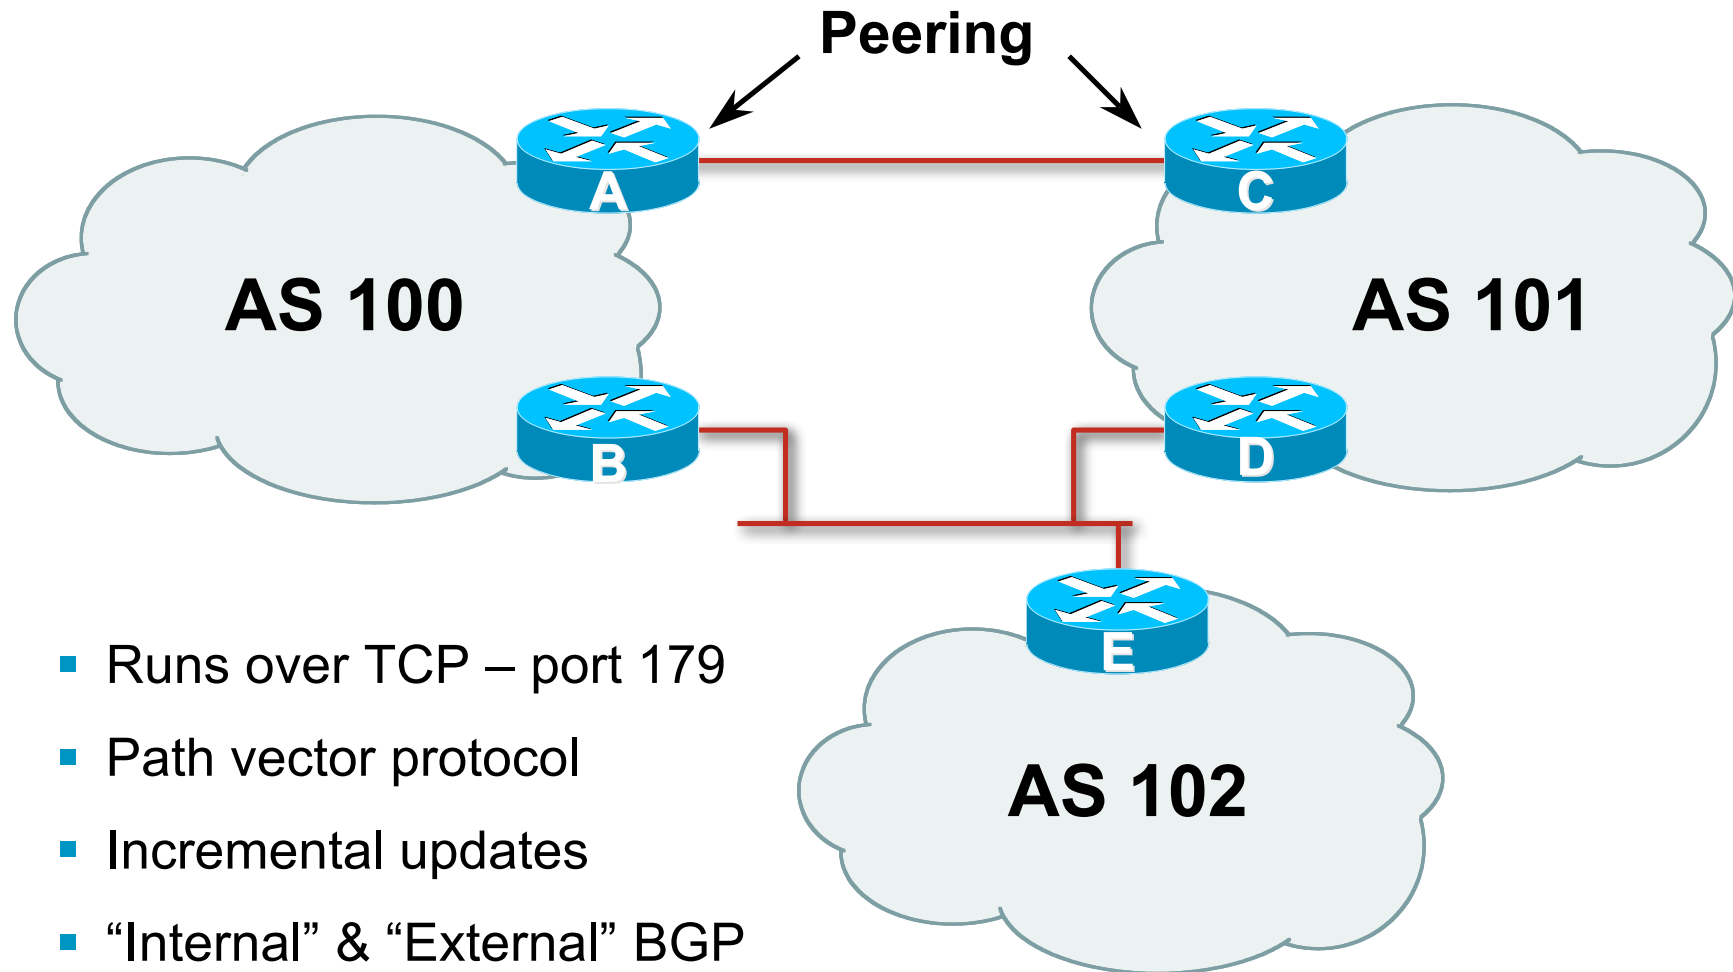 Peering
A
C
AS 100
AS 101
B
D
E
AS 102
▪ Runs over TCP – port 179
▪ Path vector protocol
▪ Incremental updates
▪ “Internal” & “External” BGP